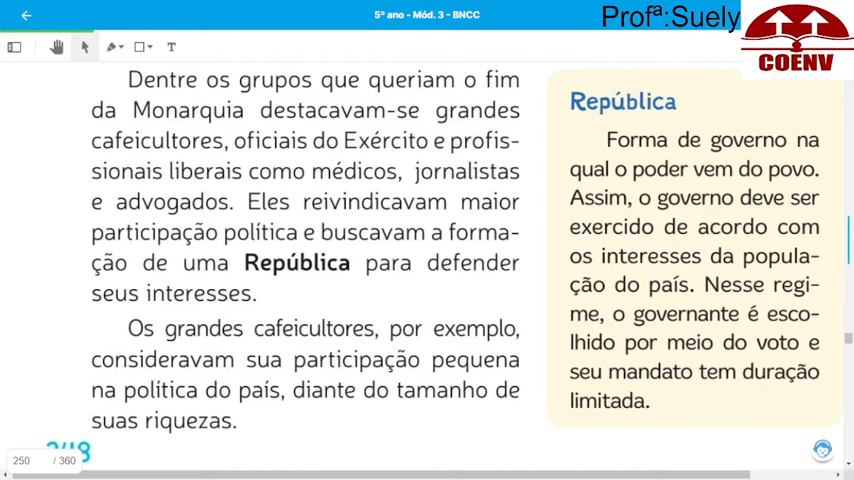 5º ano - Mód. 3 - BNCC
Profª:Suely
COENV
T
Dentre os grupos que queriam o fim
da Monarquia destacavam-se grandes
cafeicultores, oficiais do Exército e profis-
sionais liberais como médicos, jornalistas
e advogados. Eles reivindicavam maior
participação política e buscavam a forma-
ção de uma República para defender
seus interesses.
Os grandes cafeicultores, por exemplo,
consideravam sua participação pequena
na política do país, diante do tamanho de
suas riquezas.
República
Forma de governo na
qual o poder vem do povo.
Assim, o governo deve ser
exercido de acordo com
os interesses da popula-
ção do país. Nesse regi-
me, o governante é esco-
lhido por meio do voto e
seu mandato tem duração
limitada.
250 / 360